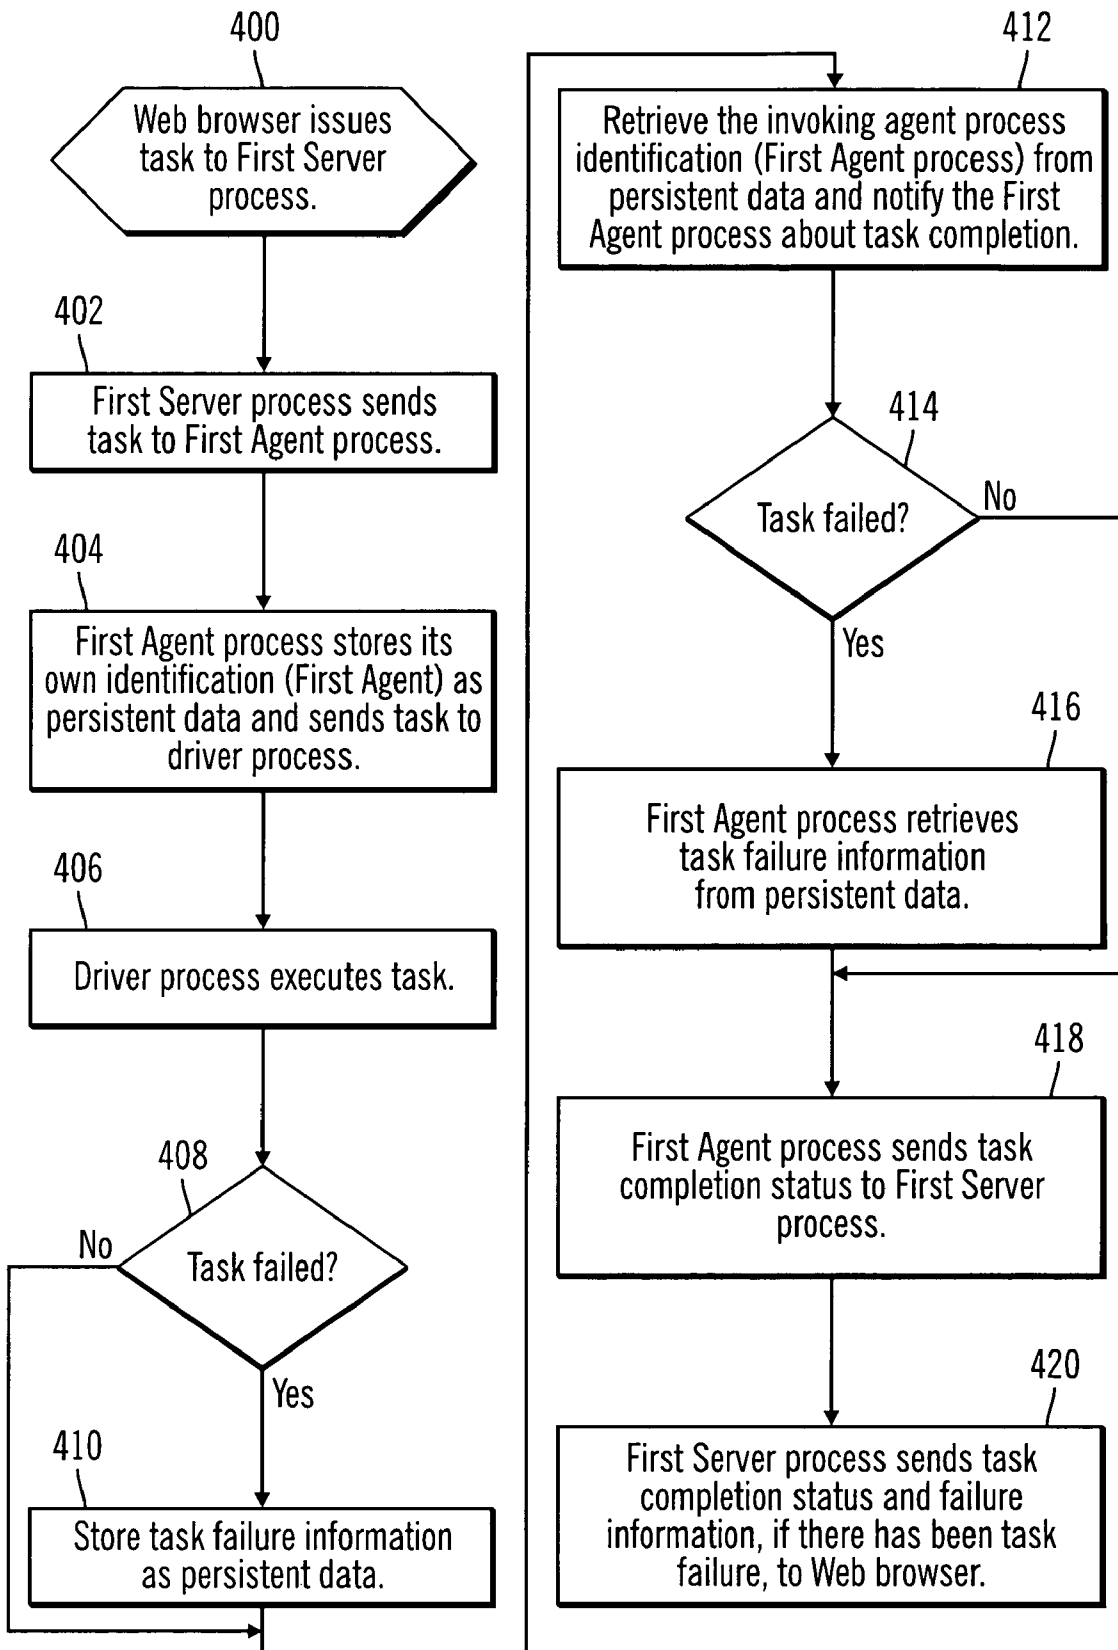 400
Web browser issues
task to First Server
process.
402
First Server process sends
task to First Agent process.
404
First Agent process stores its
own identification (First Agent) as
persistent data and sends task to
driver process.
406
Driver process executes task.
408
No
Task failed?
Yes
410
Store task failure information
as persistent data.
412
Retrieve the invoking agent process
identification (First Agent process) from
persistent data and notify the First
Agent process about task completion.
414
No
Task failed?
Yes
416
First Agent process retrieves
task failure information
from persistent data.
418
First Agent process sends task
completion status to First Server
process.
420
First Server process sends task
completion status and failure
information, if there has been task
failure, to Web browser.